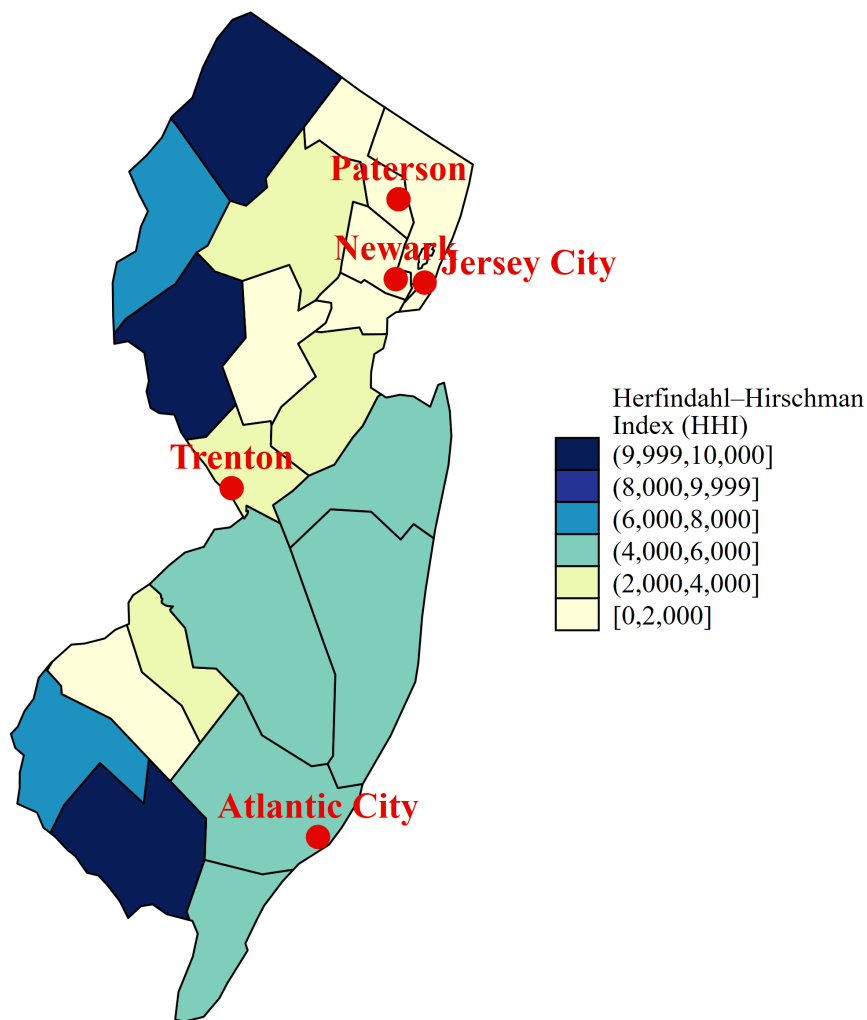 Paterson
Newark
Jersey City
Herfindahl–Hirschman
Index (HHI)
(9,999,10,000]
(8,000,9,999]
(6,000,8,000]
(4,000,6,000]
(2,000,4,000]
[0,2,000]
Trenton
Atlantic City